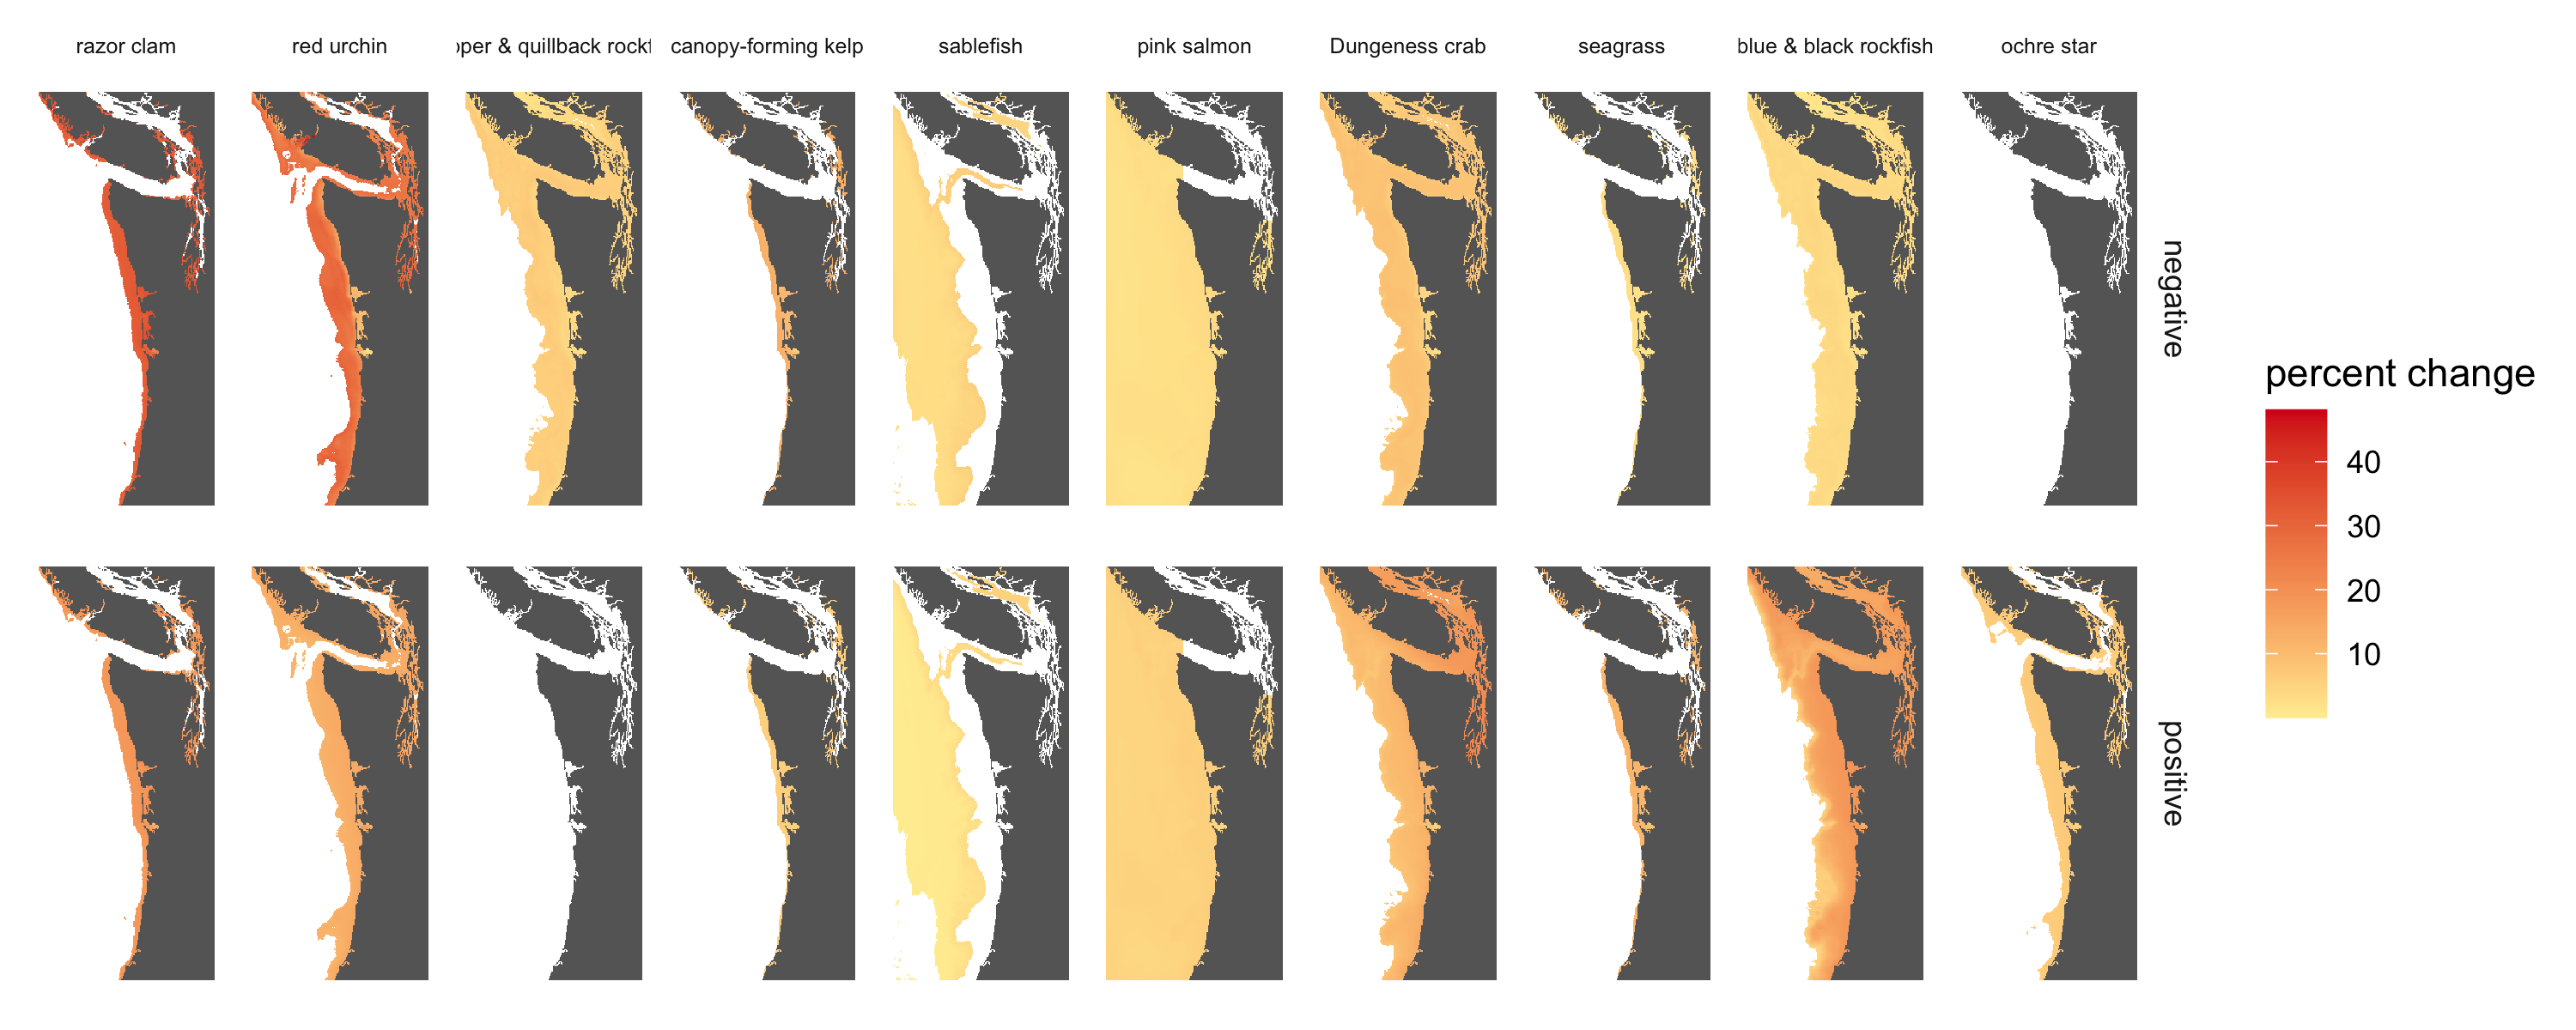 razor clam
red urchin
& quillback
canopy-forming kelp
sablefish
pink salmon
Dungeness crab
seagrass
blue & black rockfish
ochre star
negative
positive
percent change
40
30
20
10